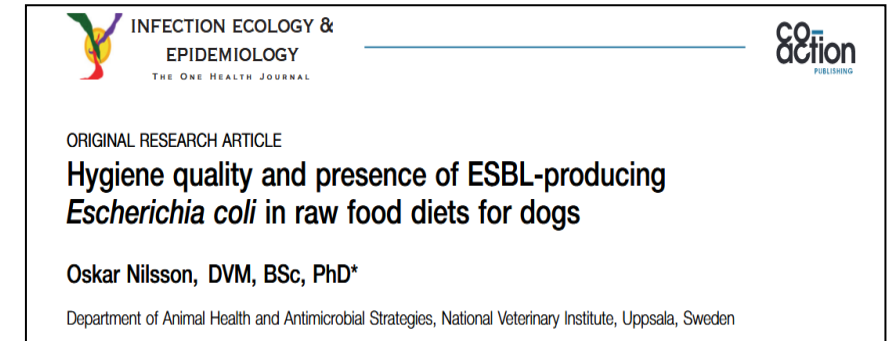 INFECTION ECOLOGY &
EPIDEMIOLOGY
THE ONE HEALTH JOURNAL
co-
action
PUBLISHING
ORIGINAL RESEARCH ARTICLE
Hygiene quality and presence of ESBL-producing
Escherichia coli in raw food diets for dogs
Oskar Nilsson, DVM, BSc, PhD*
Department of Animal Health and Antimicrobial Strategies, National Veterinary Institute, Uppsala, Sweden